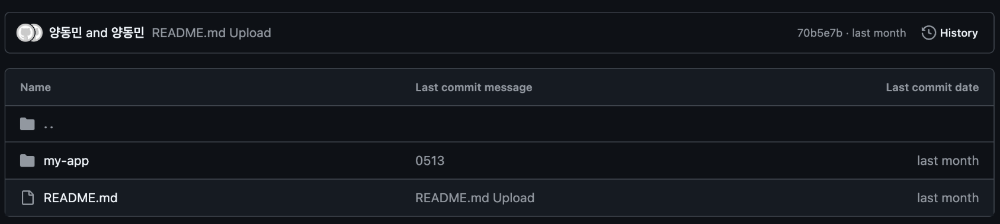 양동민 and 양동민 README.md Upload 70b5e7b · last month History
Name Last commit message Last commit date
..
my-app 0513 last month
README.md README.md Upload last month